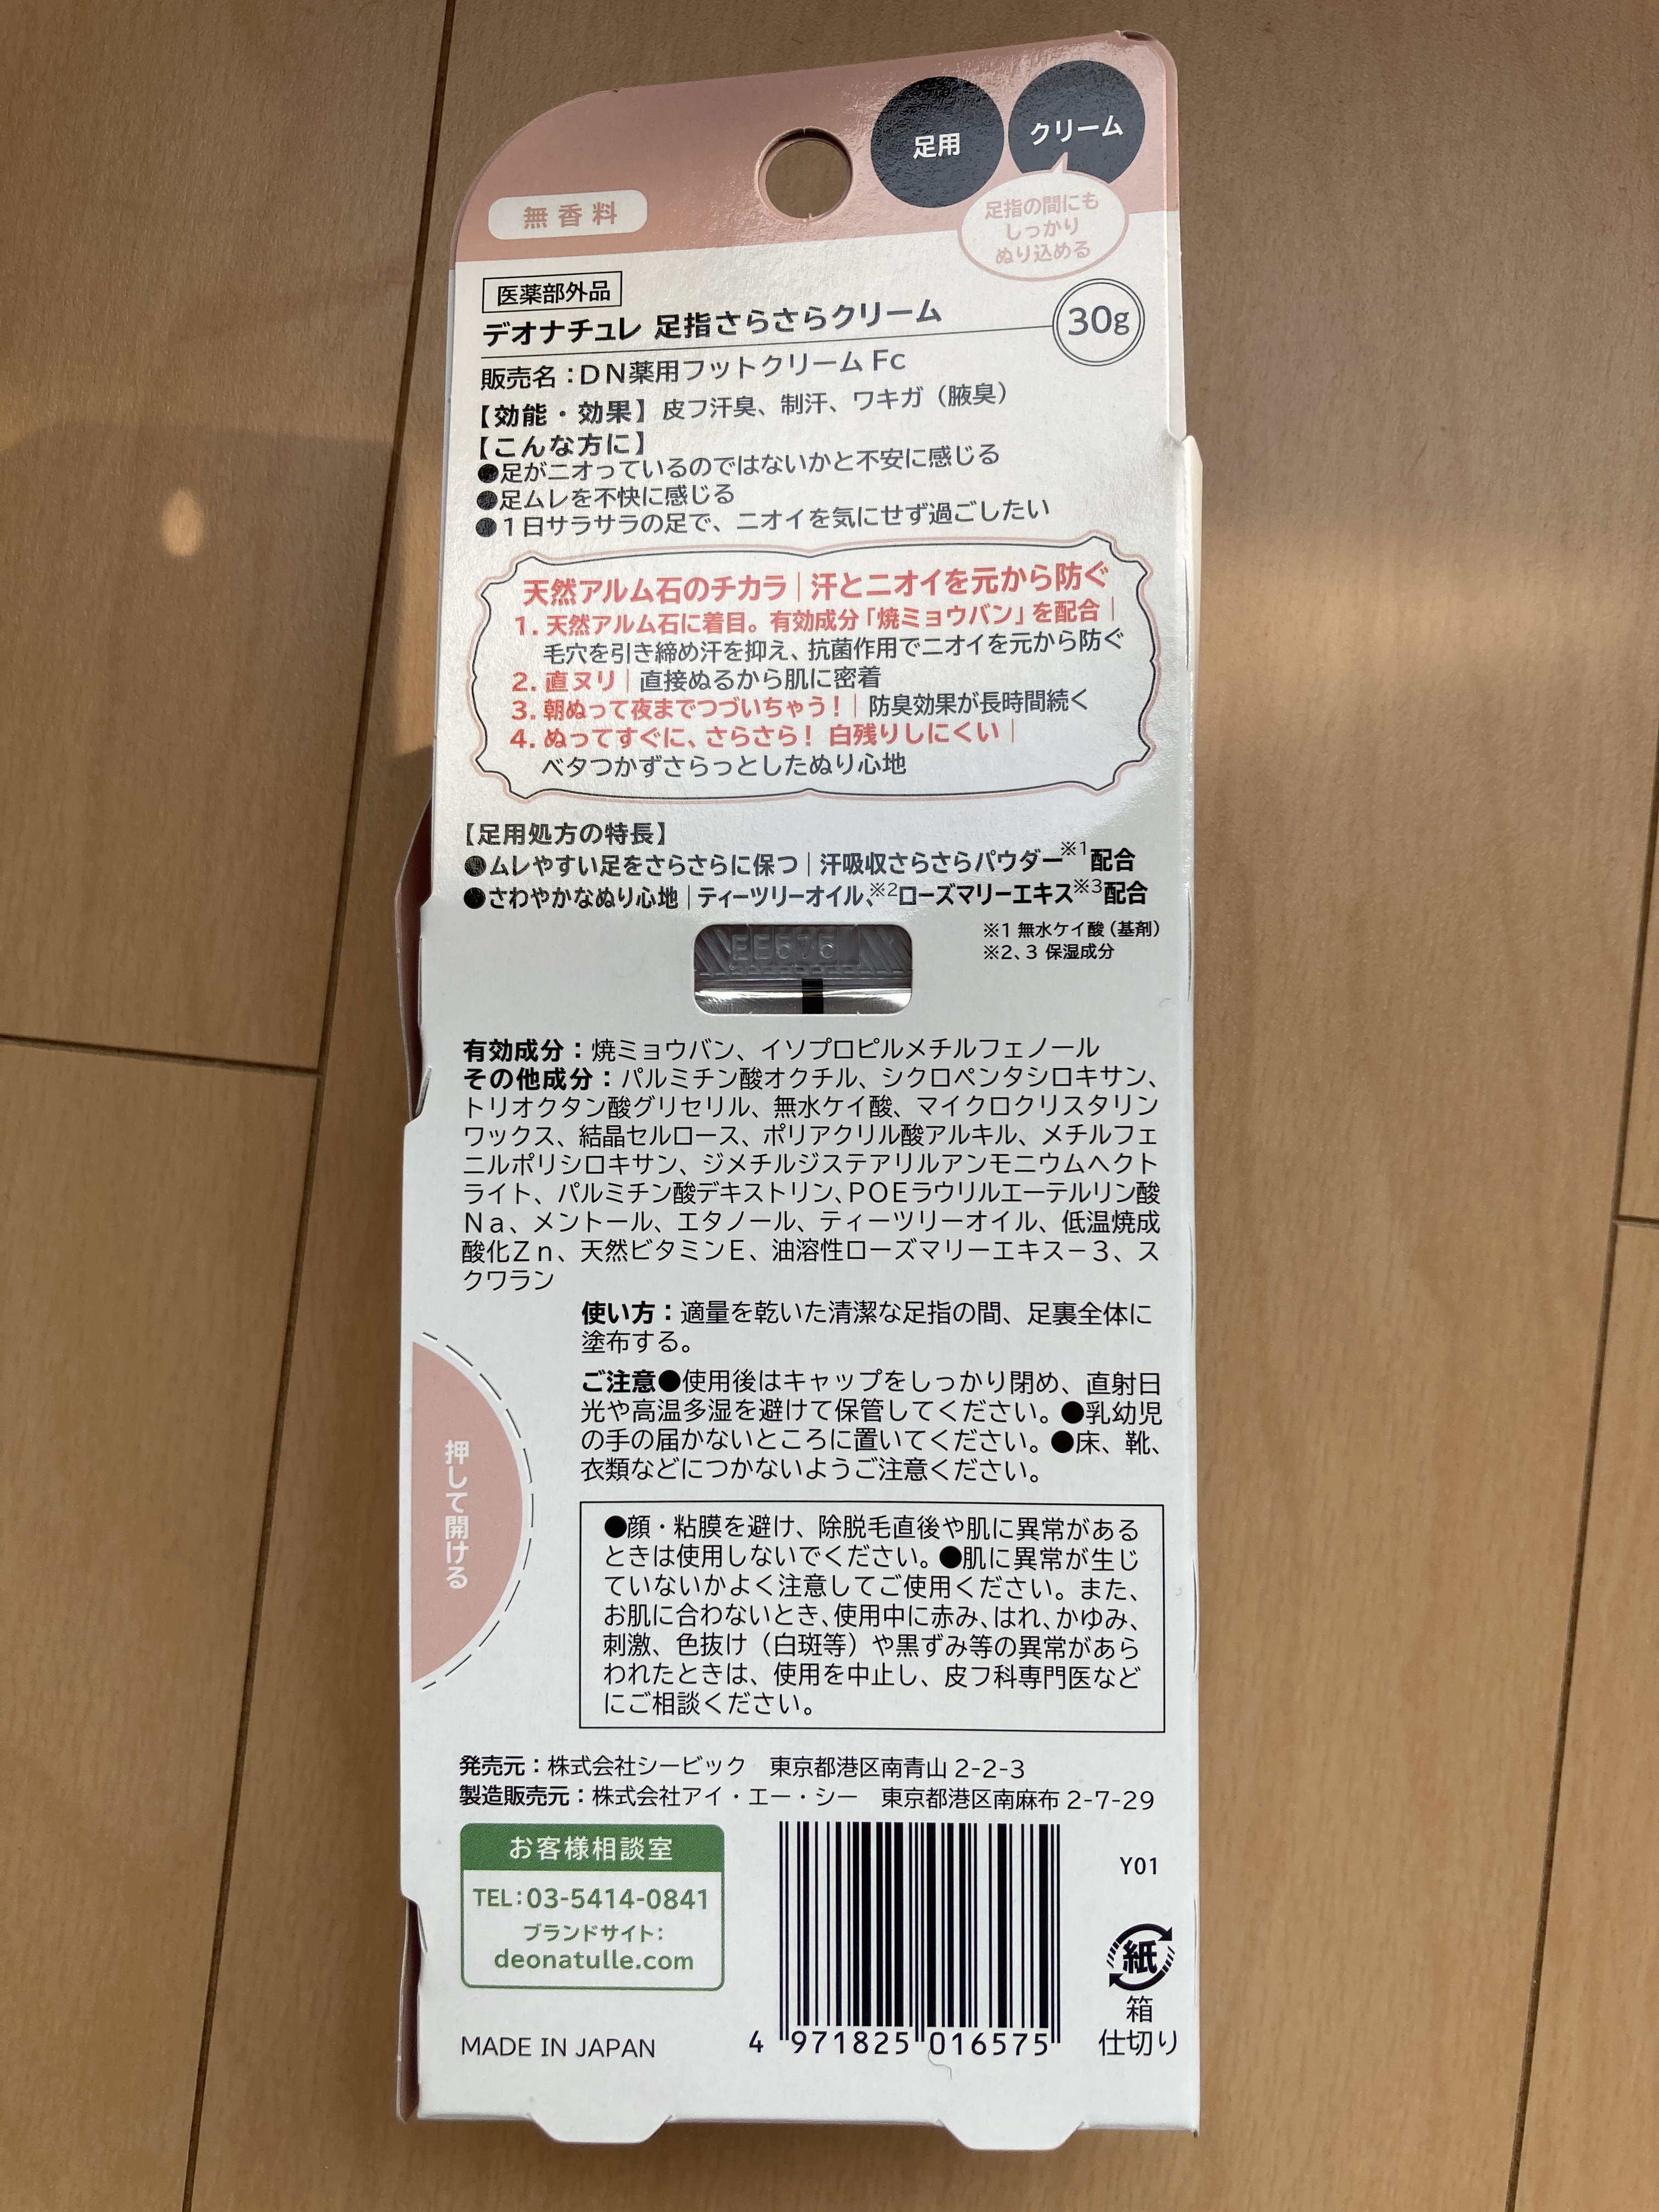 足用
クリーム
足指の間にも
しっかり
ぬり込める
無香料
医薬部外品
デオナチュレ 足指さらさらクリーム
30g
販売名：DN薬用フットクリーム Fc
【効能・効果】皮フ汗臭、制汗、ワキガ（腋臭）
【こんな方に】
●足がニオっているのではないかと不安に感じる
●足ムレを不快に感じる
●1日サラサラの足で、ニオイを気にせず過ごしたい
天然アルム石のチカラ｜汗とニオイを元から防ぐ
1. 天然アルム石に着目。有効成分「焼ミョウバン」を配合｜
毛穴を引き締め汗を抑え、抗菌作用でニオイを元から防ぐ
2. 直ヌリ｜直接ぬるから肌に密着
3. 朝ぬって夜までつづいちゃう！｜防臭効果が長時間続く
4. ぬってすぐに、さらさら！ 白残りしにくい｜
ベタつかずさらっとしたぬり心地
【足用処方の特長】
●ムレやすい足をさらさらに保つ｜汗吸収さらさらパウダー※1配合
●さわやかなぬり心地｜ティーツリーオイル、※2ローズマリーエキス※3配合
※1 無水ケイ酸（基剤）
※2、3 保湿成分
EE515
有効成分：焼ミョウバン、イソプロピルメチルフェノール
その他成分：パルミチン酸オクチル、シクロペンタシロキサン、
トリオクタン酸グリセリル、無水ケイ酸、マイクロクリスタリン
ワックス、結晶セルロース、ポリアクリル酸アルキル、メチルフェ
ニルポリシロキサン、ジメチルジステアリルアンモニウムヘクト
ライト、パルミチン酸デキストリン、POEラウリルエーテルリン酸
Na、メントール、エタノール、ティーツリーオイル、低温焼成
酸化Zn、天然ビタミンE、油溶性ローズマリーエキス－3、ス
クワラン
使い方：適量を乾いた清潔な足指の間、足裏全体に
塗布する。
ご注意●使用後はキャップをしっかり閉め、直射日
光や高温多湿を避けて保管してください。●乳幼児
の手の届かないところに置いてください。●床、靴、
衣類などにつかないようご注意ください。
押して開ける
●顔・粘膜を避け、除脱毛直後や肌に異常がある
ときは使用しないでください。●肌に異常が生じ
ていないかよく注意してご使用ください。また、
お肌に合わないとき、使用中に赤み、はれ、かゆみ、
刺激、色抜け（白斑等）や黒ずみ等の異常があら
われたときは、使用を中止し、皮フ科専門医など
にご相談ください。
発売元：株式会社シービック 東京都港区南青山 2-2-3
製造販売元：株式会社アイ・エー・シー 東京都港区南麻布 2-7-29
お客様相談室
TEL：03-5414-0841
ブランドサイト：
deonatulle.com
MADE IN JAPAN
4 971825 016575
Y01
紙
箱
仕切り